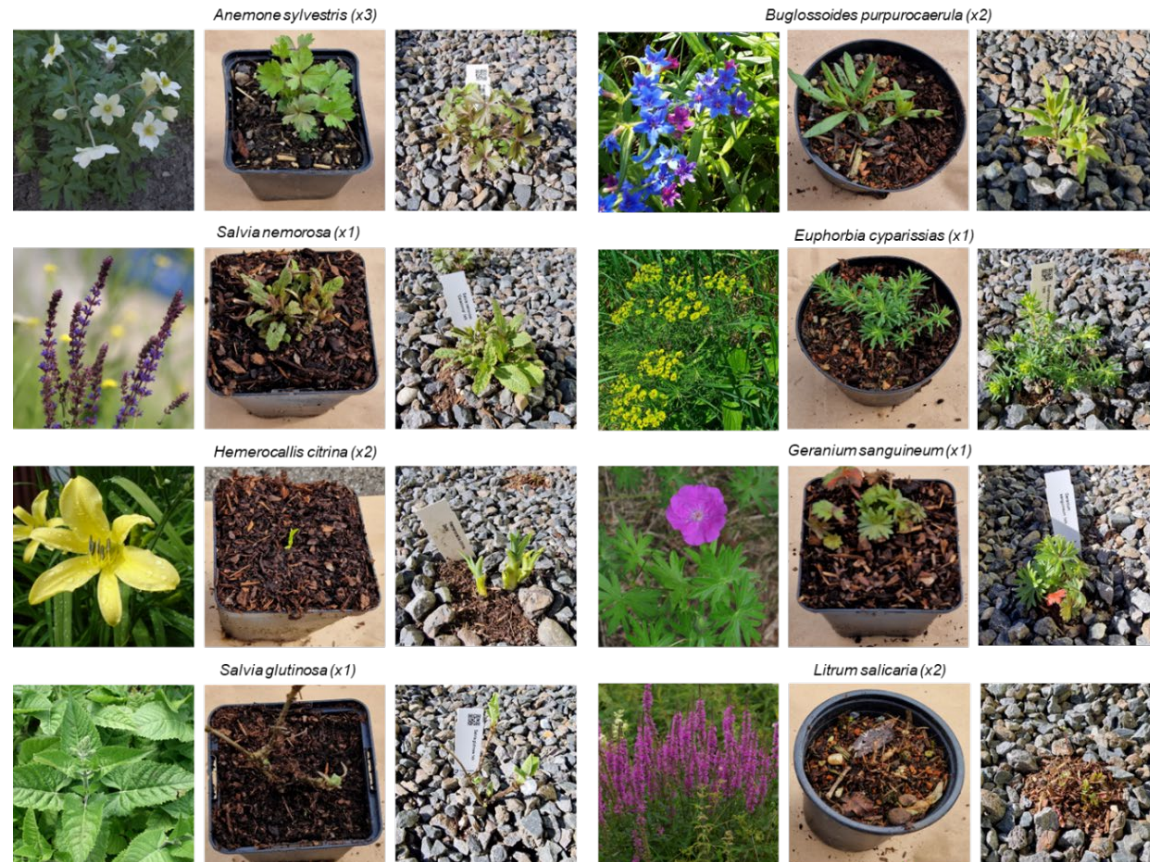 Anemone sylvestris (x3)
Buglossoides purpurocaerula (x2)
Salvia nemorosa (x1)
Euphorbia cyparissias (x1)
Hemerocallis citrina (x2)
Geranium sanguineum (x1)
Salvia glutinosa (x1)
Litrum salicaria (x2)